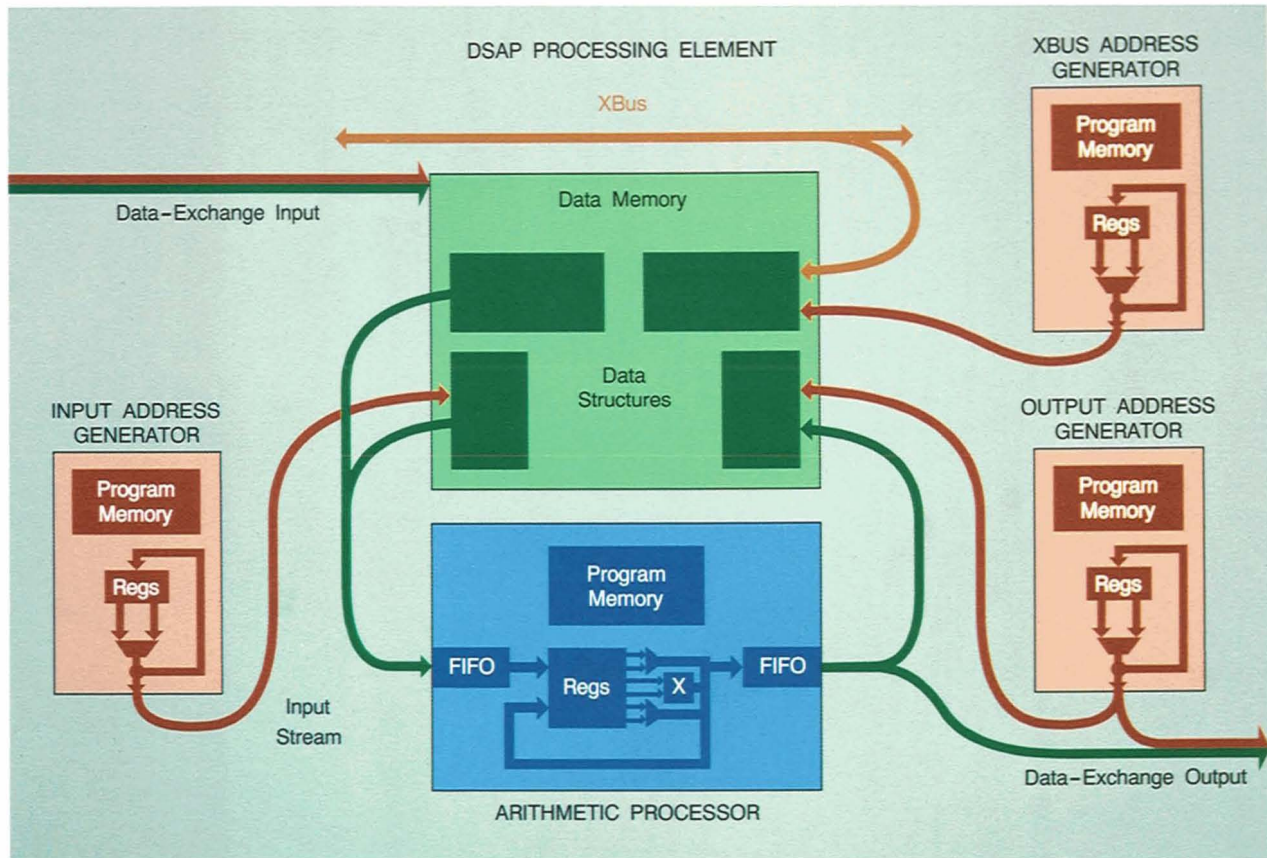 DSAP PROCESSING ELEMENT
XBus
XBUS ADDRESS
GENERATOR
Program
Memory
Regs
Data-Exchange Input
Data Memory
Data
Structures
INPUT ADDRESS
GENERATOR
Program
Memory
Regs
Input
Stream
OUTPUT ADDRESS
GENERATOR
Program
Memory
Regs
Program
Memory
FIFO
Regs
X
FIFO
ARITHMETIC PROCESSOR
Data-Exchange Output